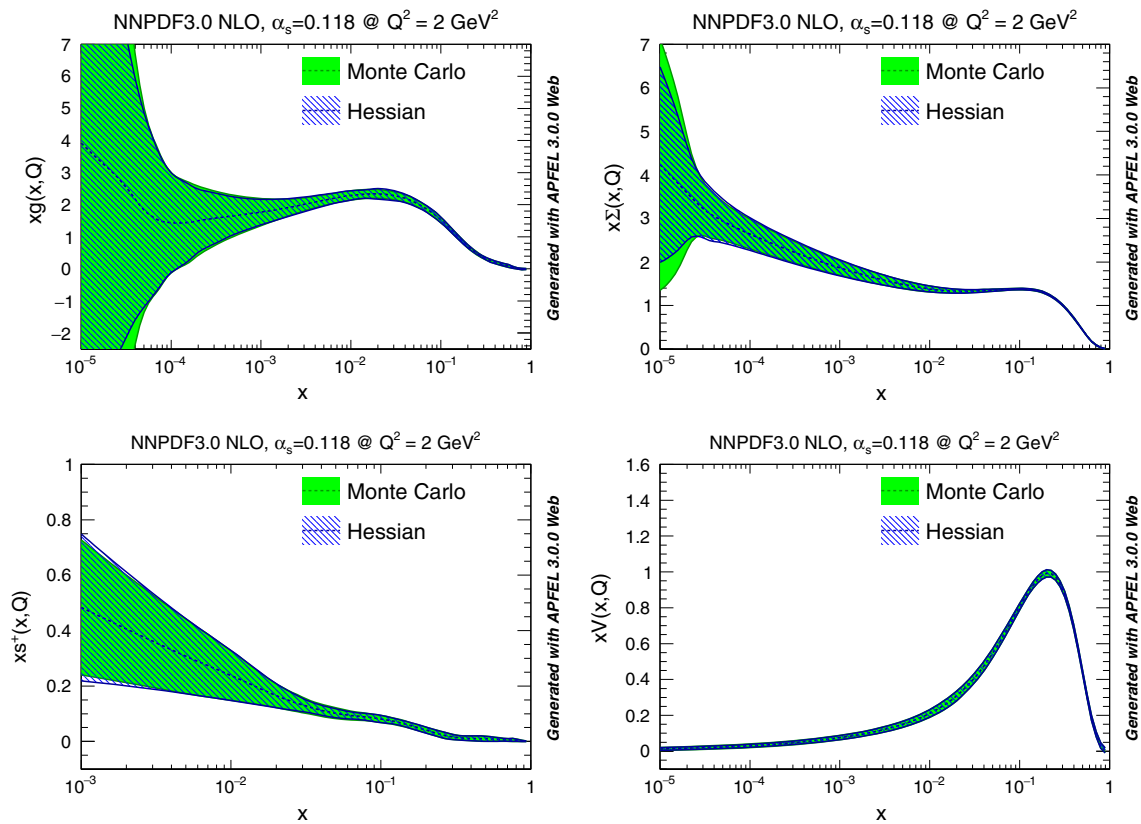 NNPDF3.0 NLO, αs=0.118 @ Q² = 2 GeV²
xg(x,Q)
7
6
5
4
3
2
1
0
−1
−2
Monte Carlo
Hessian
10⁻⁵ 10⁻⁴ 10⁻³ 10⁻² 10⁻¹ 1
x
Generated with APFEL 3.0.0 Web
NNPDF3.0 NLO, αs=0.118 @ Q² = 2 GeV²
xΣ(x,Q)
7
6
5
4
3
2
1
0
Monte Carlo
Hessian
10⁻⁵ 10⁻⁴ 10⁻³ 10⁻² 10⁻¹ 1
x
Generated with APFEL 3.0.0 Web
NNPDF3.0 NLO, αs=0.118 @ Q² = 2 GeV²
xs⁺(x,Q)
1
0.8
0.6
0.4
0.2
0
Monte Carlo
Hessian
10⁻³ 10⁻² 10⁻¹ 1
x
Generated with APFEL 3.0.0 Web
NNPDF3.0 NLO, αs=0.118 @ Q² = 2 GeV²
xV(x,Q)
1.6
1.4
1.2
1
0.8
0.6
0.4
0.2
0
Monte Carlo
Hessian
10⁻⁵ 10⁻⁴ 10⁻³ 10⁻² 10⁻¹ 1
x
Generated with APFEL 3.0.0 Web